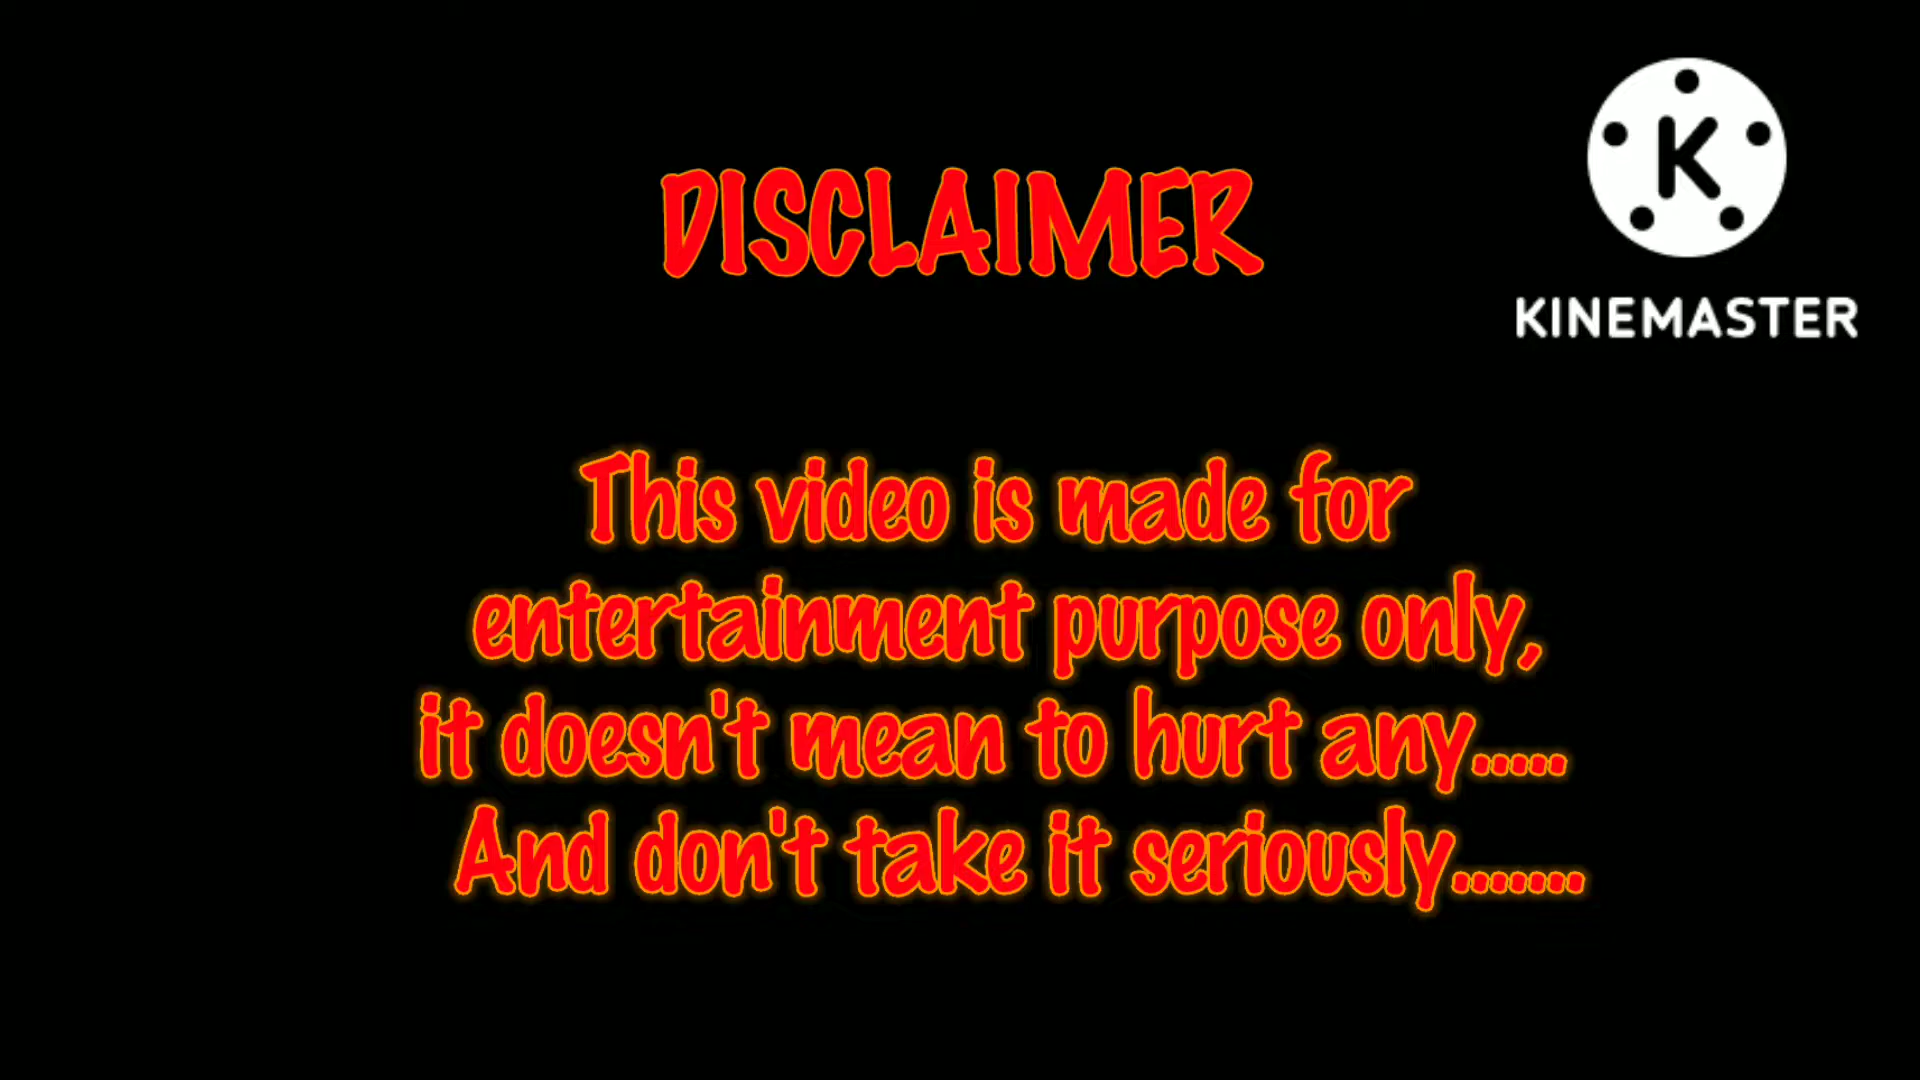 DISCLAIMER
K
KINEMASTER
This video is made for
entertainment purpose only,
it doesn't mean to hurt any.....
And don't take it seriously.......